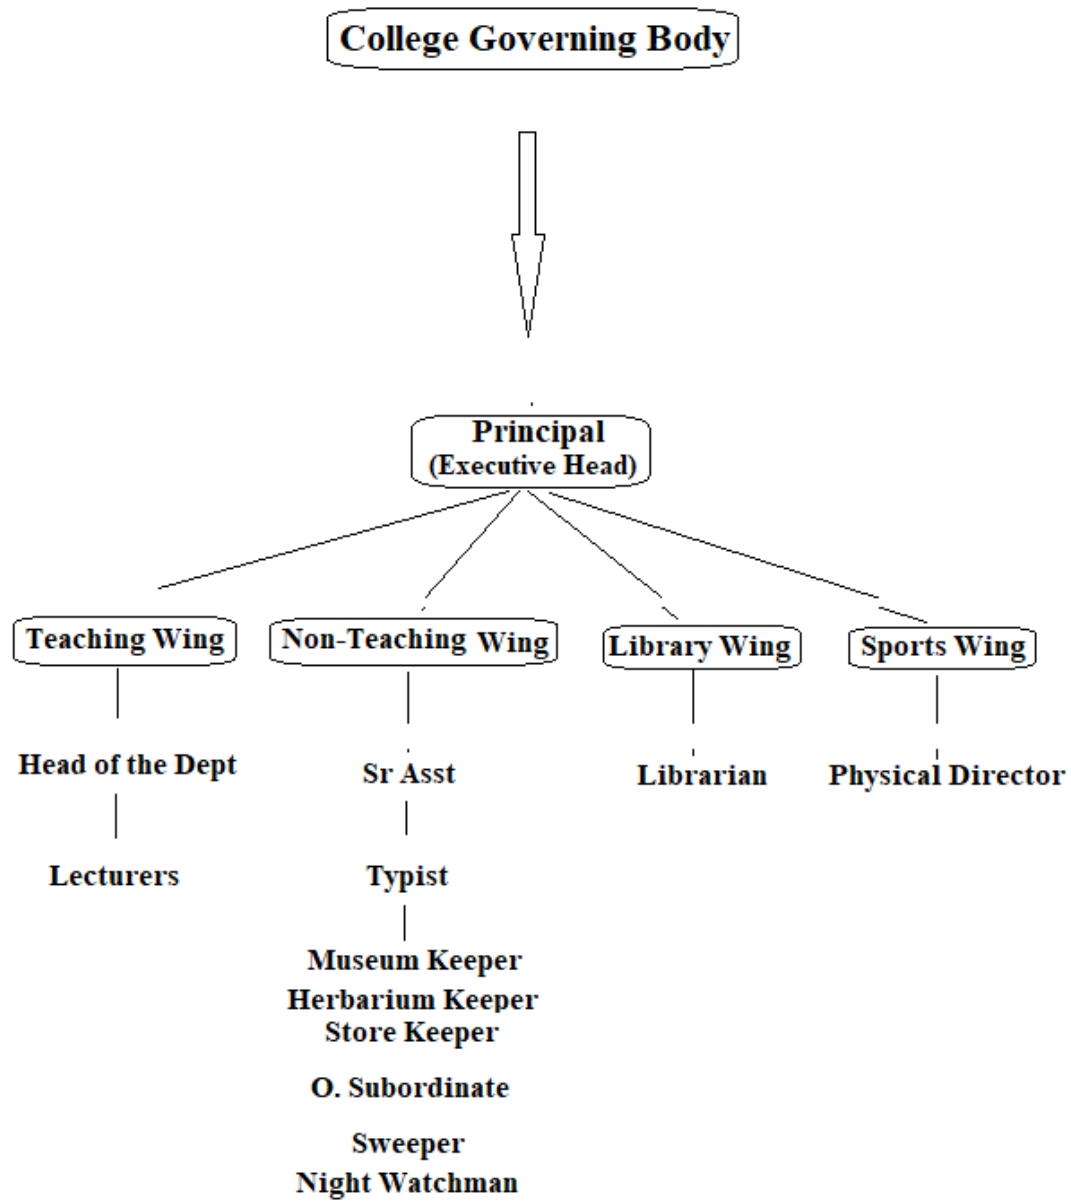 College Governing Body
Principal
(Executive Head)
Teaching Wing
Non-Teaching Wing
Library Wing
Sports Wing
Head of the Dept
Sr Asst
Librarian
Physical Director
Lecturers
Typist
Museum Keeper
Herbarium Keeper
Store Keeper
O. Subordinate
Sweeper
Night Watchman